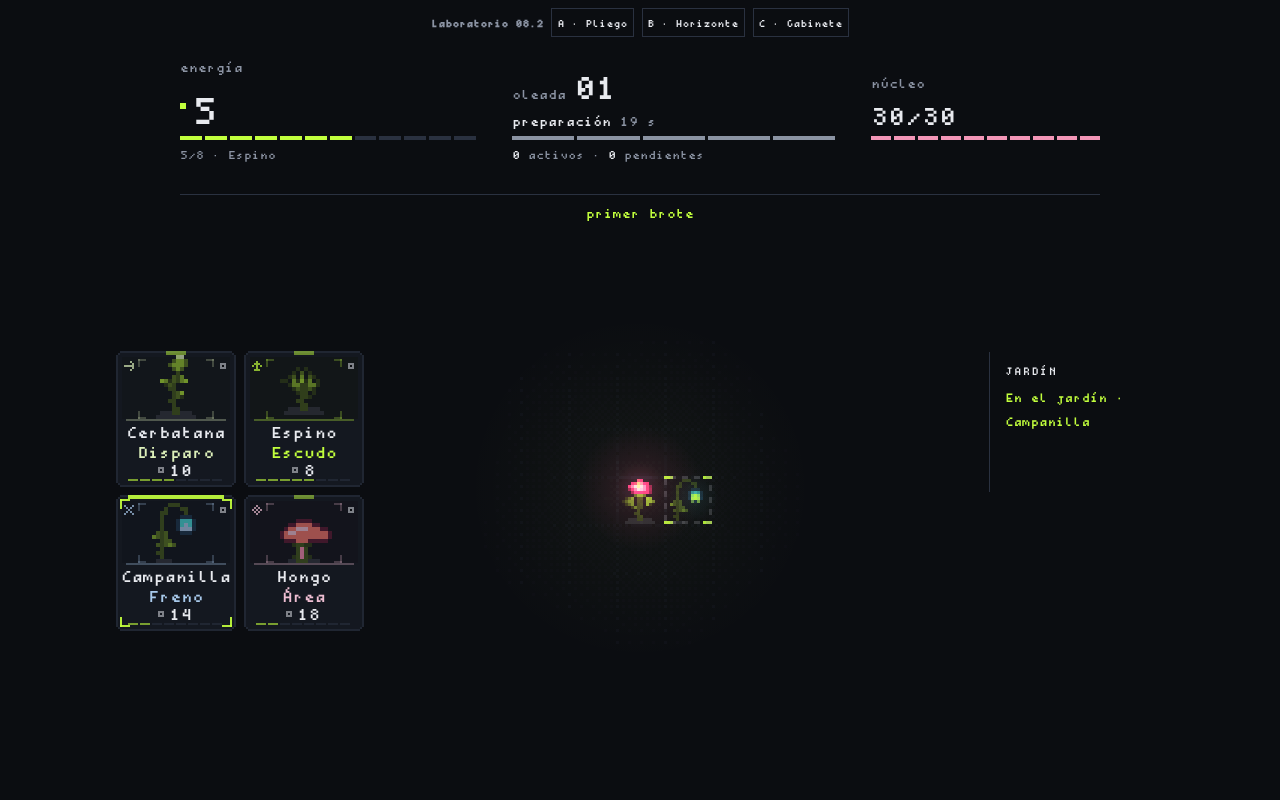 Laboratorio 08.2 A · Pliego B · Horizonte C · Gabinete
energía
5
5/8 · Espino
oleada 01
preparación 19 s
0 activos · 0 pendientes
núcleo
30/30
primer brote
Cerbatana
Disparo
10
Espino
Escudo
8
Campanilla
Freno
14
Hongo
Área
18
JARDÍN
En el jardín ·
Campanilla